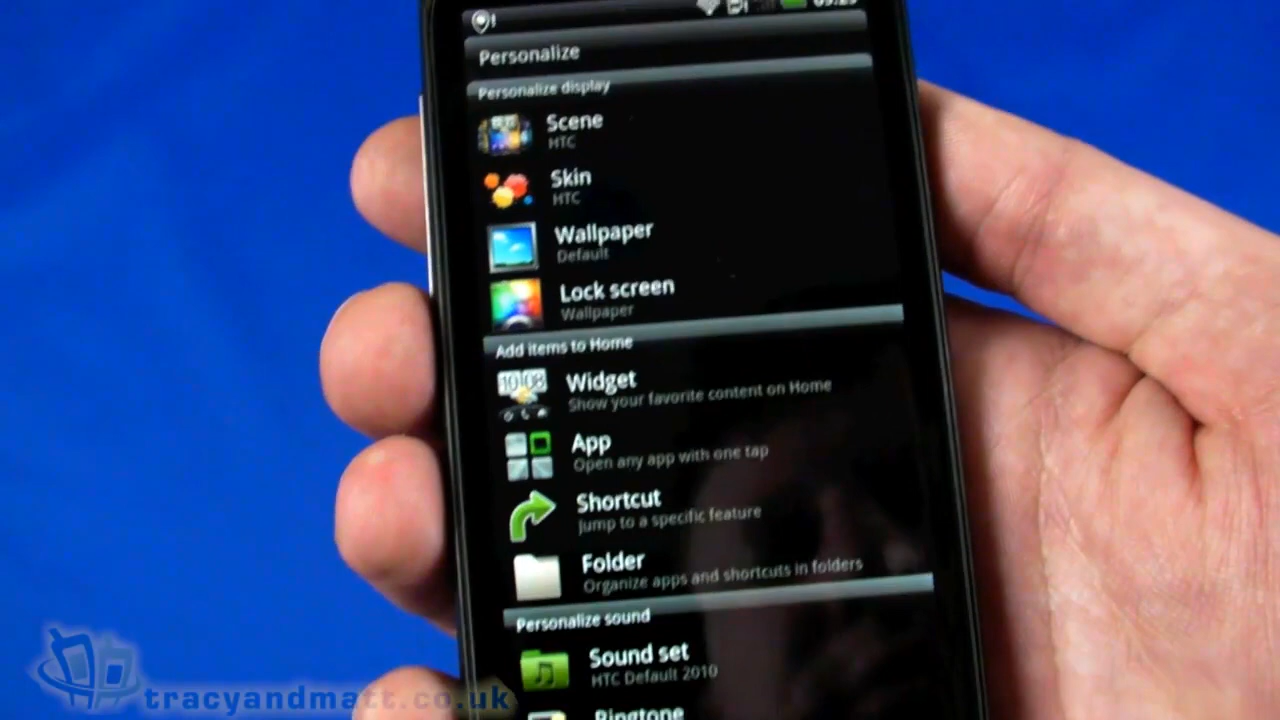 Personalize
Personalize display
Scene
HTC
Skin
HTC
Wallpaper
Default
Lock screen
Wallpaper
Add items to Home
10 08
Widget
Show your favorite content on Home
App
Open any app with one tap
Shortcut
Jump to a specific feature
Folder
Organize apps and shortcuts in folders
Personalize sound
Sound set
HTC Default 2010
Ringtone
tracyandmatt.co.uk